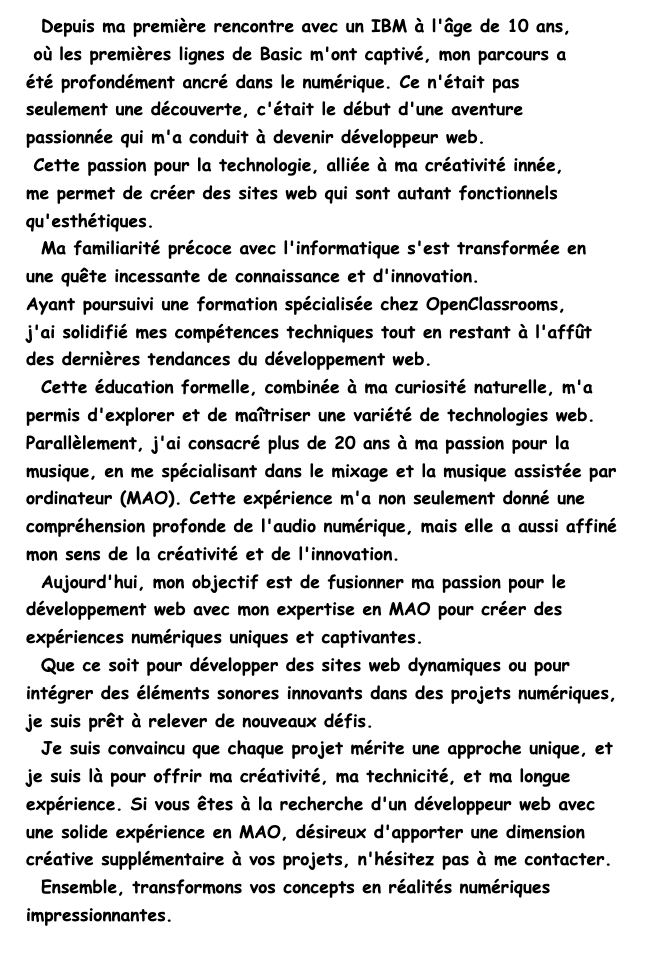 Depuis ma première rencontre avec un IBM à l'âge de 10 ans,
où les premières lignes de Basic m'ont captivé, mon parcours a
été profondément ancré dans le numérique. Ce n'était pas
seulement une découverte, c'était le début d'une aventure
passionnée qui m'a conduit à devenir développeur web.
Cette passion pour la technologie, alliée à ma créativité innée,
me permet de créer des sites web qui sont autant fonctionnels
qu'esthétiques.
Ma familiarité précoce avec l'informatique s'est transformée en
une quête incessante de connaissance et d'innovation.
Ayant poursuivi une formation spécialisée chez OpenClassrooms,
j'ai solidifié mes compétences techniques tout en restant à l'affût
des dernières tendances du développement web.
Cette éducation formelle, combinée à ma curiosité naturelle, m'a
permis d'explorer et de maîtriser une variété de technologies web.
Parallèlement, j'ai consacré plus de 20 ans à ma passion pour la
musique, en me spécialisant dans le mixage et la musique assistée par
ordinateur (MAO). Cette expérience m'a non seulement donné une
compréhension profonde de l'audio numérique, mais elle a aussi affiné
mon sens de la créativité et de l'innovation.
Aujourd'hui, mon objectif est de fusionner ma passion pour le
développement web avec mon expertise en MAO pour créer des
expériences numériques uniques et captivantes.
Que ce soit pour développer des sites web dynamiques ou pour
intégrer des éléments sonores innovants dans des projets numériques,
je suis prêt à relever de nouveaux défis.
Je suis convaincu que chaque projet mérite une approche unique, et
je suis là pour offrir ma créativité, ma technicité, et ma longue
expérience. Si vous êtes à la recherche d'un développeur web avec
une solide expérience en MAO, désireux d'apporter une dimension
créative supplémentaire à vos projets, n'hésitez pas à me contacter.
Ensemble, transformons vos concepts en réalités numériques
impressionnantes.